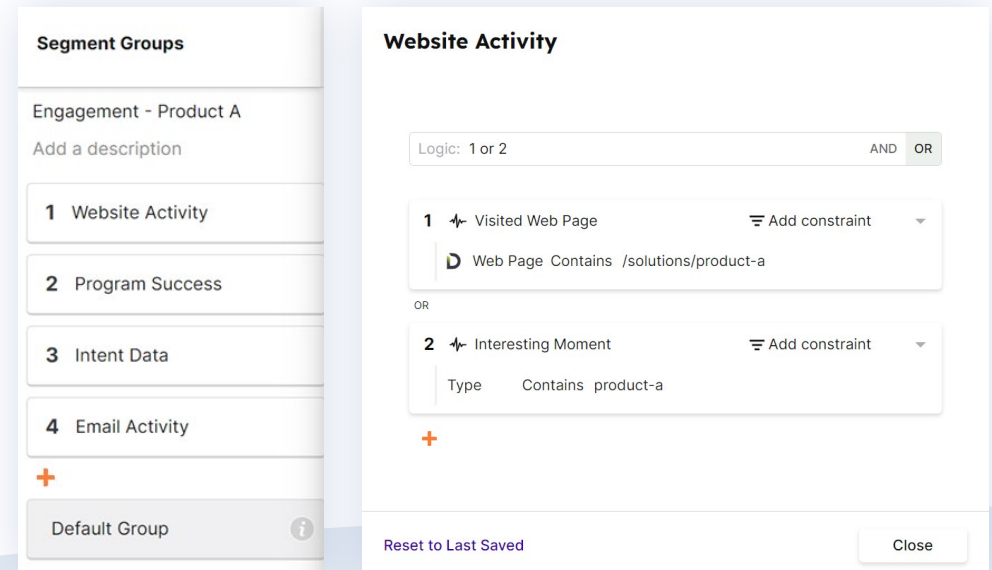 Segment Groups
Engagement - Product A
Add a description
1 Website Activity
2 Program Success
3 Intent Data
4 Email Activity
Default Group
Website Activity
Logic: 1 or 2 AND OR
1 Visited Web Page Add constraint
Web Page Contains /solutions/product-a
OR
2 Interesting Moment Add constraint
Type Contains product-a
Reset to Last Saved Close